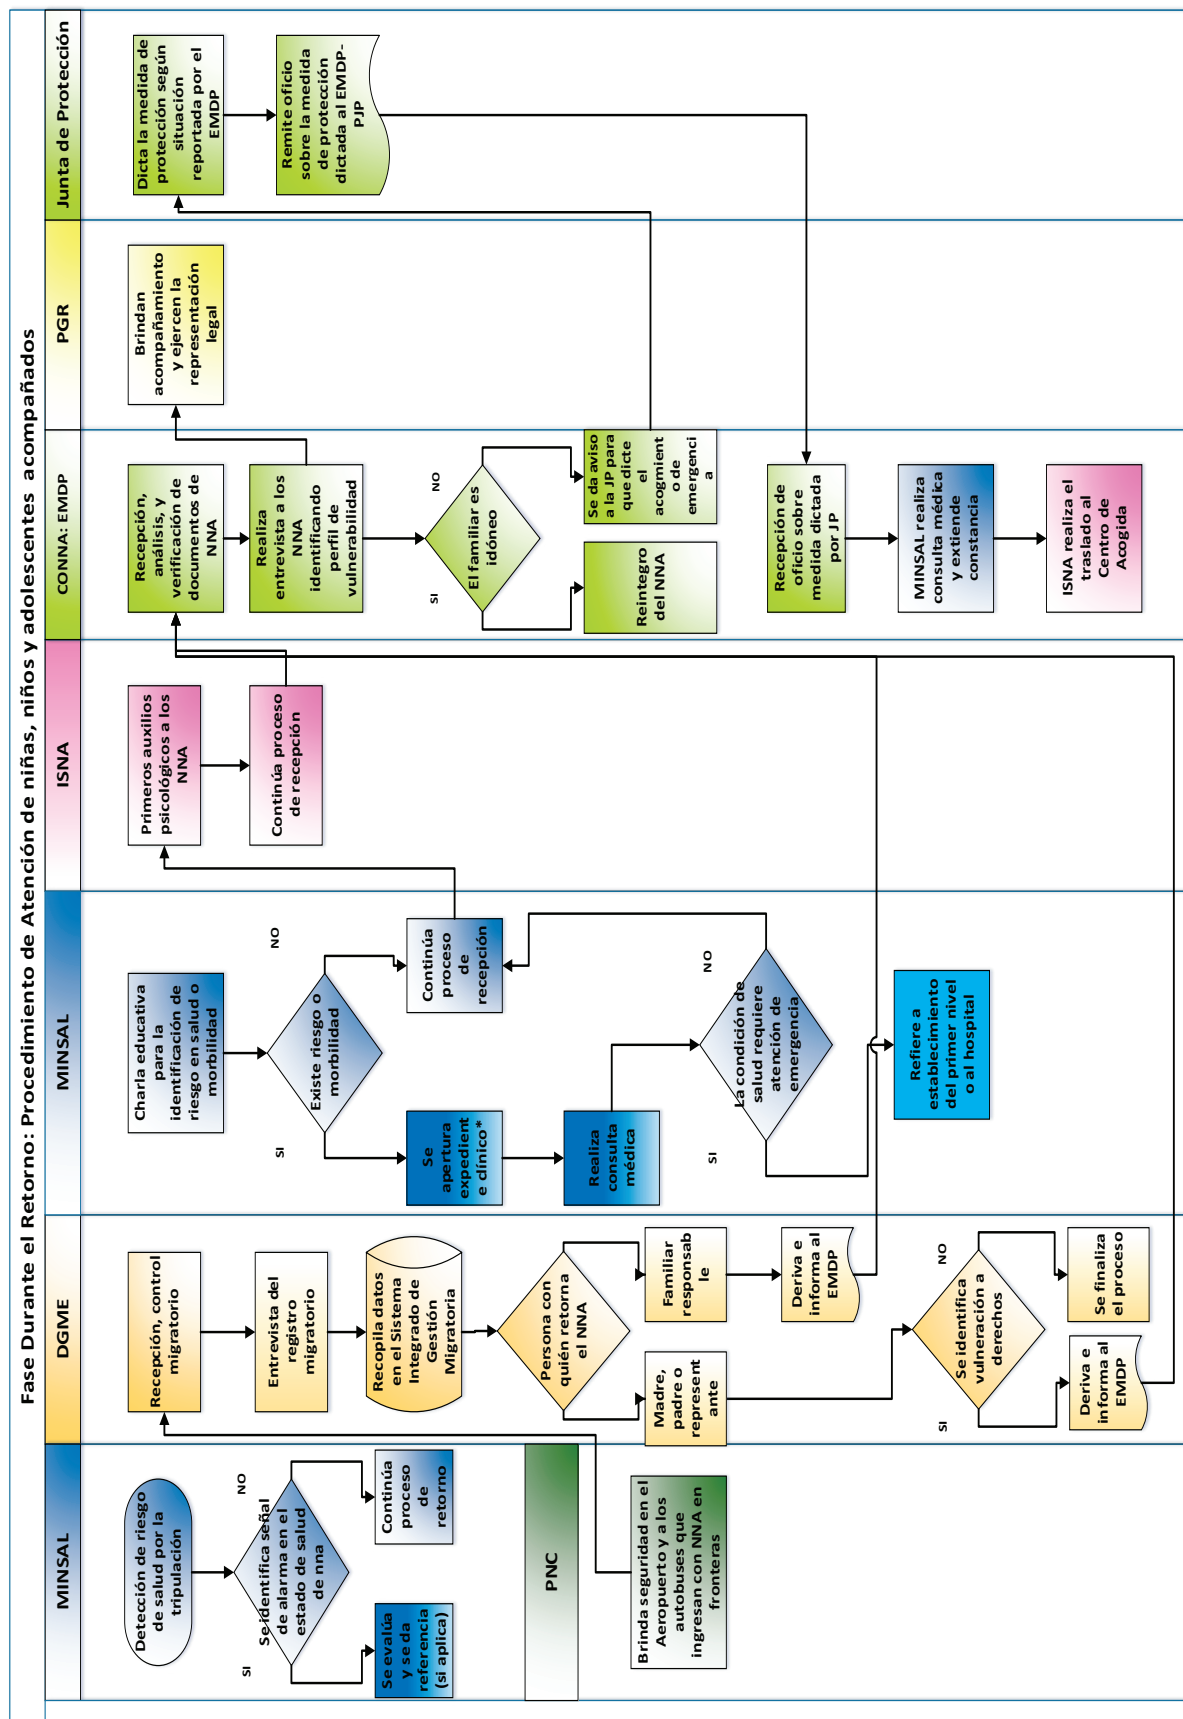 Fase Durante el Retorno: Procedimiento de Atención de niñas, niños y adolescentes acompañados
MINSAL
Detección de riesgo
de salud por la
tripulación
Se identifica señal
de alarma en el
estado de salud
de nna
SI
NO
Se evalúa
y se da
referencia
(si aplica)
Continúa
proceso
de
retorno
PNC
Brinda seguridad en el
Aeropuerto y a los
autobuses que
ingresan con NNA en
fronteras
DGME
Recepción, control
migratorio
Entrevista del
registro
migratorio
Recopila datos
en el Sistema
Integrado de
Gestión
Migratoria
Persona con
quién retorna
el NNA
Madre,
padre o
represent
ante
Familiar
responsab
le
Deriva e
informa al
EMDP
Se identifica
vulneración a
derechos
SI
NO
Deriva e
informa al
EMDP
Se finaliza
el proceso
MINSAL
Charla educativa
para la
identificación de
riesgo en salud o
morbilidad
Existe riesgo o
morbilidad
SI
NO
Se
apertura
expedient
e clínico*
Continúa
proceso
de
recepción
Realiza
consulta
médica
La condición de
salud requiere
atención de
emergencia
SI
NO
Refiere a
establecimiento
del primer nivel
o al hospital
ISNA
Primeros auxilios
psicológicos a los
NNA
Continúa proceso
de recepción
CONNA: EMDP
Recepción,
análisis, y
verificación de
documentos de
NNA
Realiza
entrevista a los
NNA
identificando
perfil de
vulnerabilidad
El familiar es
idóneo
SI
NO
Reintegro
del NNA
Se da aviso
a la JP para
que dicte
el
acogmient
o de
emergenci
a
Recepción de
oficio sobre
medida dictada
por JP
MINSAL realiza
consulta médica
y extiende
constancia
ISNA realiza el
traslado al
Centro de
Acogida
PGR
Brindan
acompañamiento
y ejercen la
representación
legal
Junta de Protección
Dicta la medida de
protección según
situación
reportada por el
EMDP
Remite oficio
sobre la medida
de protección
dictada al EMDP-
PJP